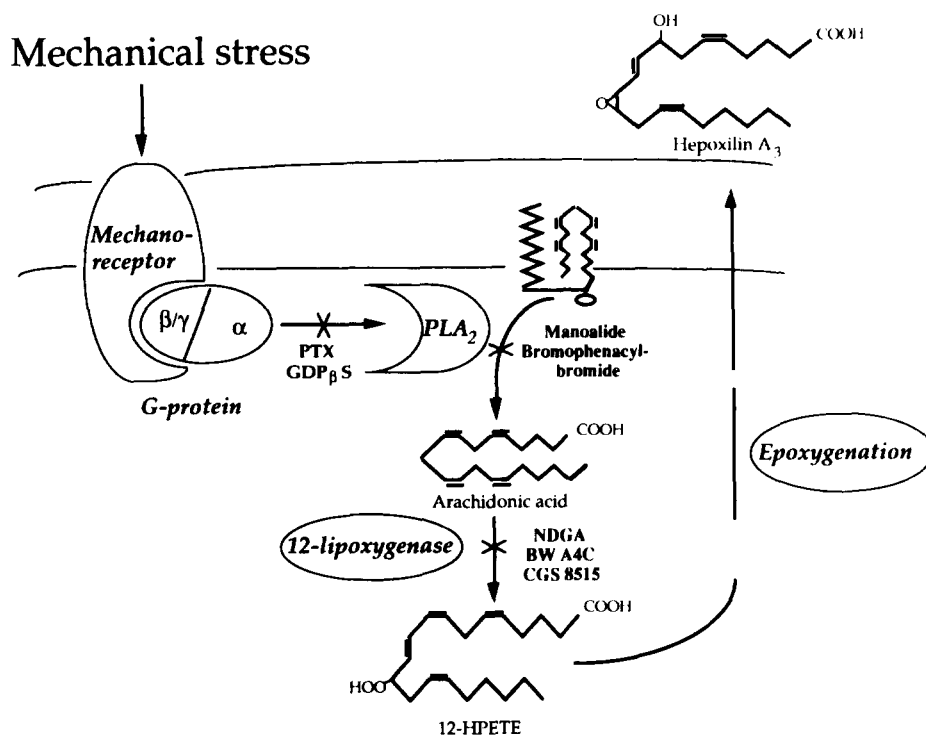 Mechanical stress
OH
COOH
O
Hepoxilin A3
Mechano-
receptor
β/γ
α
G-protein
PTX
GDPβ S
PLA2
Manoalide
Bromophenacyl-
bromide
COOH
Arachidonic acid
Epoxygenation
12-lipoxygenase
NDGA
BW A4C
CGS 8515
COOH
HOO
12-HPETE